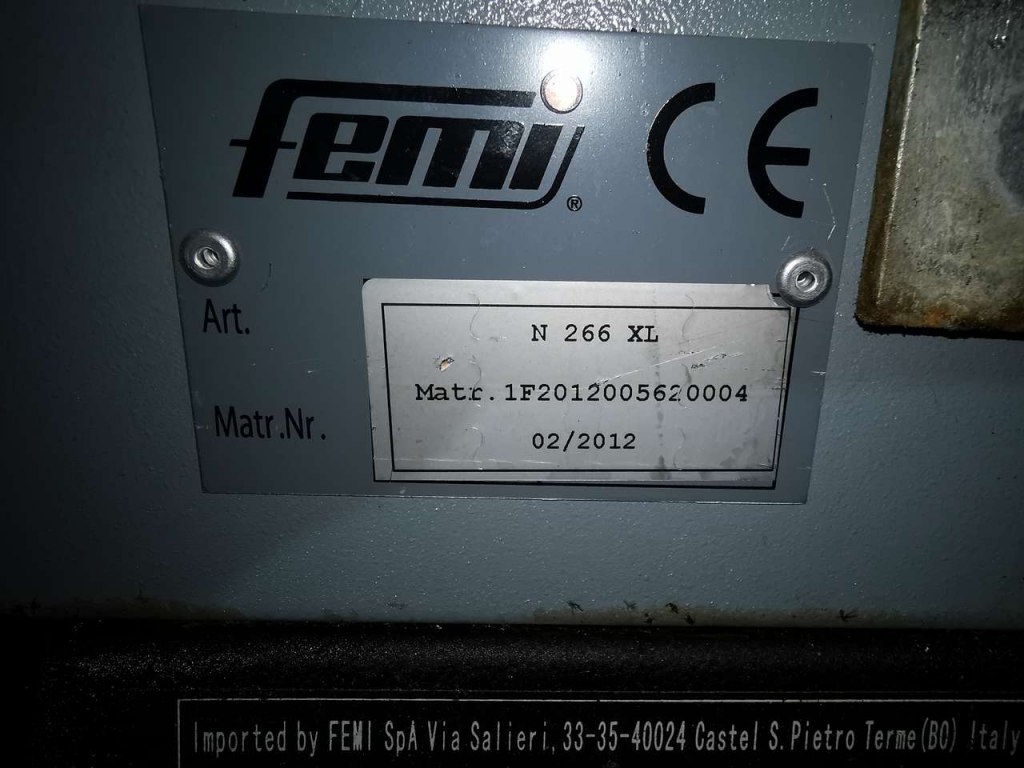 femi ®
CE
Art.
N 266 XL
Matr. 1F2012005620004
Matr.Nr.
02/2012
Imported by FEMI SpA Via Salieri, 33-35-40024 Castel S.Pietro Terme(BO) Italy